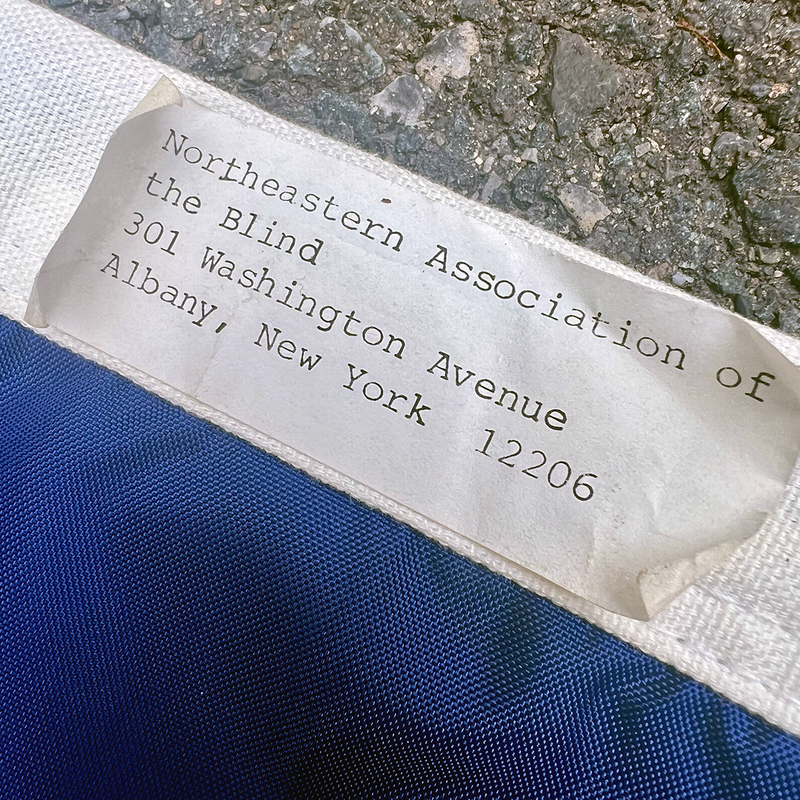 Northeastern Association of
the Blind
301 Washington Avenue
Albany, New York  12206